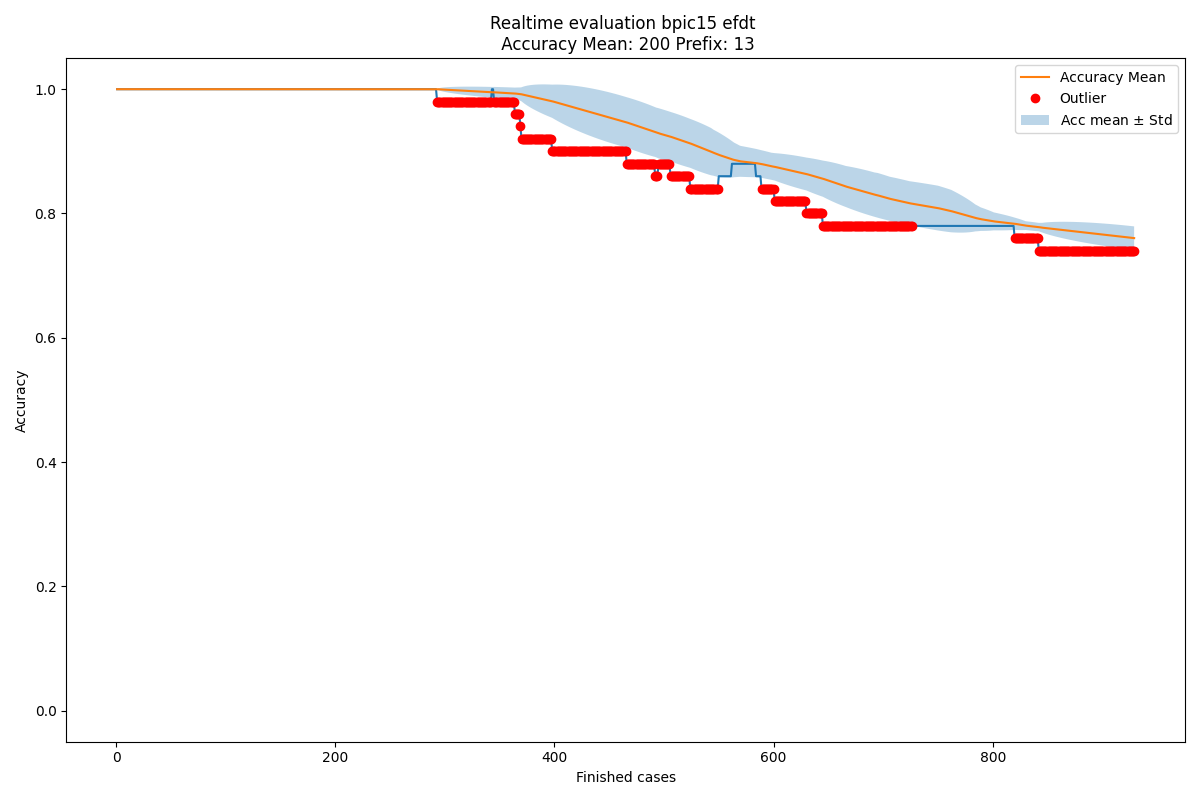 Realtime evaluation bpic15 efdt
Accuracy Mean: 200 Prefix: 13
Accuracy Mean
Outlier
Acc mean ± Std
Accuracy
1.0
0.8
0.6
0.4
0.2
0.0
0
200
400
600
800
Finished cases